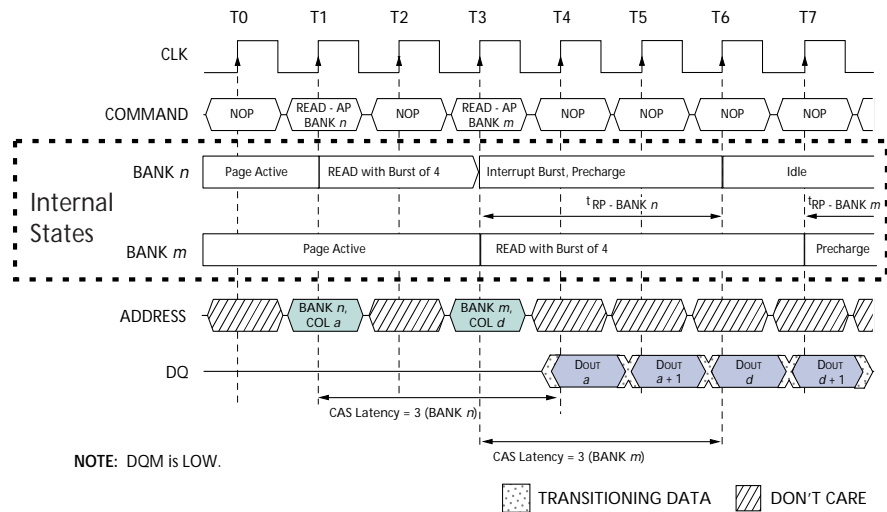 T0 T1 T2 T3 T4 T5 T6 T7
CLK
COMMAND NOP READ - AP NOP READ - AP NOP NOP NOP NOP
BANK n BANK m
BANK n Page Active READ with Burst of 4 Interrupt Burst, Precharge Idle
Internal
States
tRP - BANK n tRP - BANK m
BANK m Page Active READ with Burst of 4 Precharge
ADDRESS BANK n, BANK m,
COL a COL d
DQ DOUT DOUT DOUT DOUT
a a + 1 d d + 1
CAS Latency = 3 (BANK n)
CAS Latency = 3 (BANK m)
NOTE: DQM is LOW.
TRANSITIONING DATA DON'T CARE